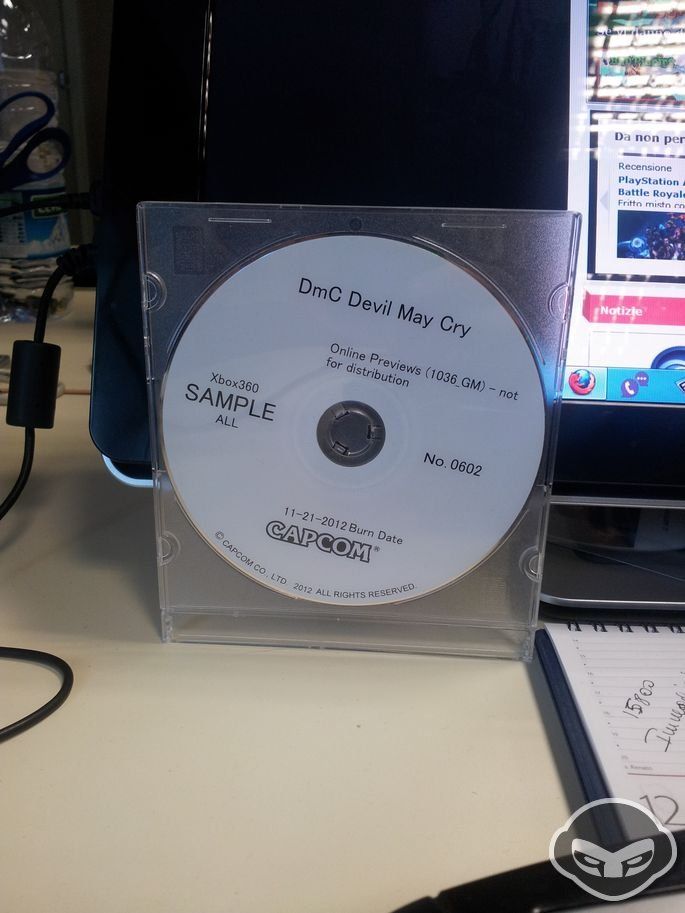 Da non per
Recensione
PlayStation A
Battle Royale
Fritto misto co
Notizie
DmC Devil May Cry
Online Previews (1036_GM) - not
for distribution
Xbox360
SAMPLE
ALL
No. 0602
11-21-2012 Burn Date
CAPCOM®
© CAPCOM CO., LTD. 2012 ALL RIGHTS RESERVED.
15800
12